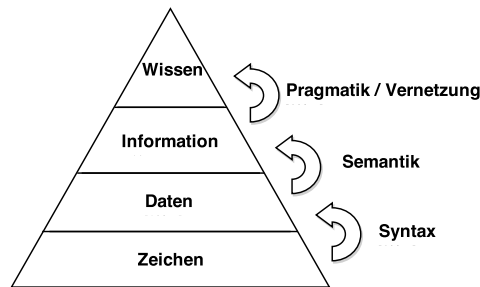 Wissen
Pragmatik / Vernetzung
Information
Semantik
Daten
Syntax
Zeichen